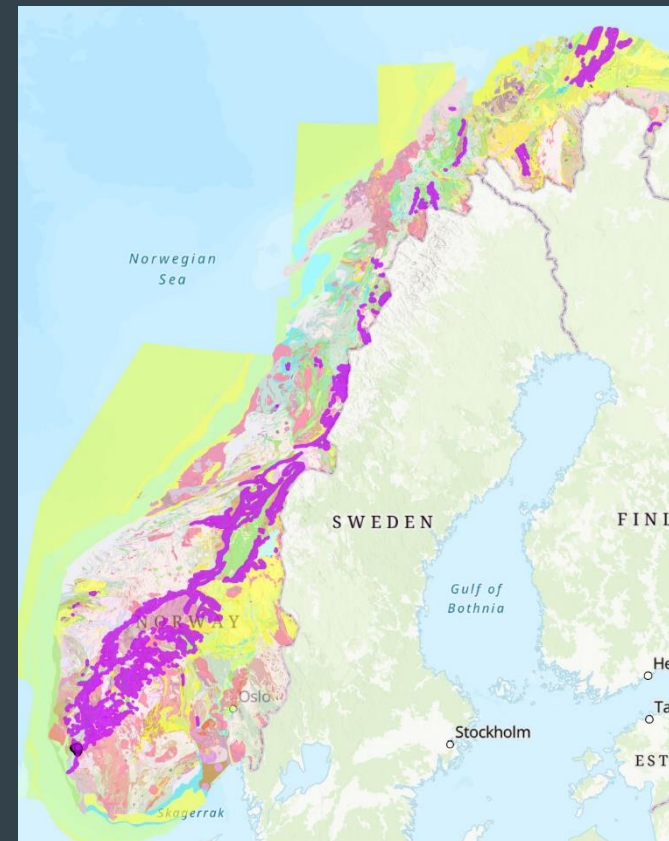 Norwegian
Sea
SWEDEN
FINL
Gulf of
Bothnia
NORWAY
He
Oslo
Ta
Stockholm
EST
Skagerrak